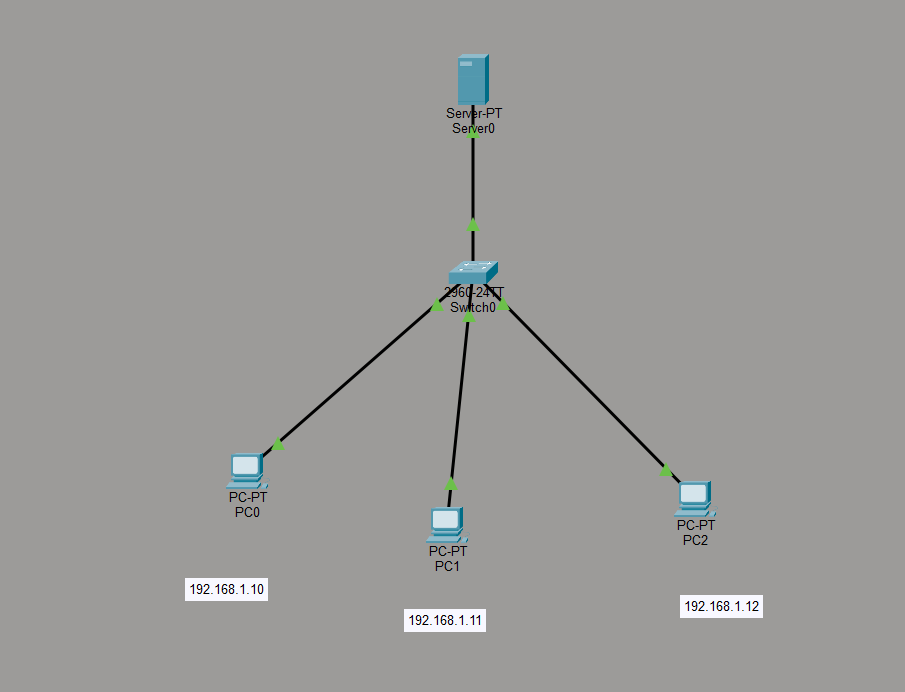 Server-PT
Server0
2960-24TT
Switch0
PC-PT
PC0
PC-PT
PC1
PC-PT
PC2
192.168.1.10
192.168.1.11
192.168.1.12